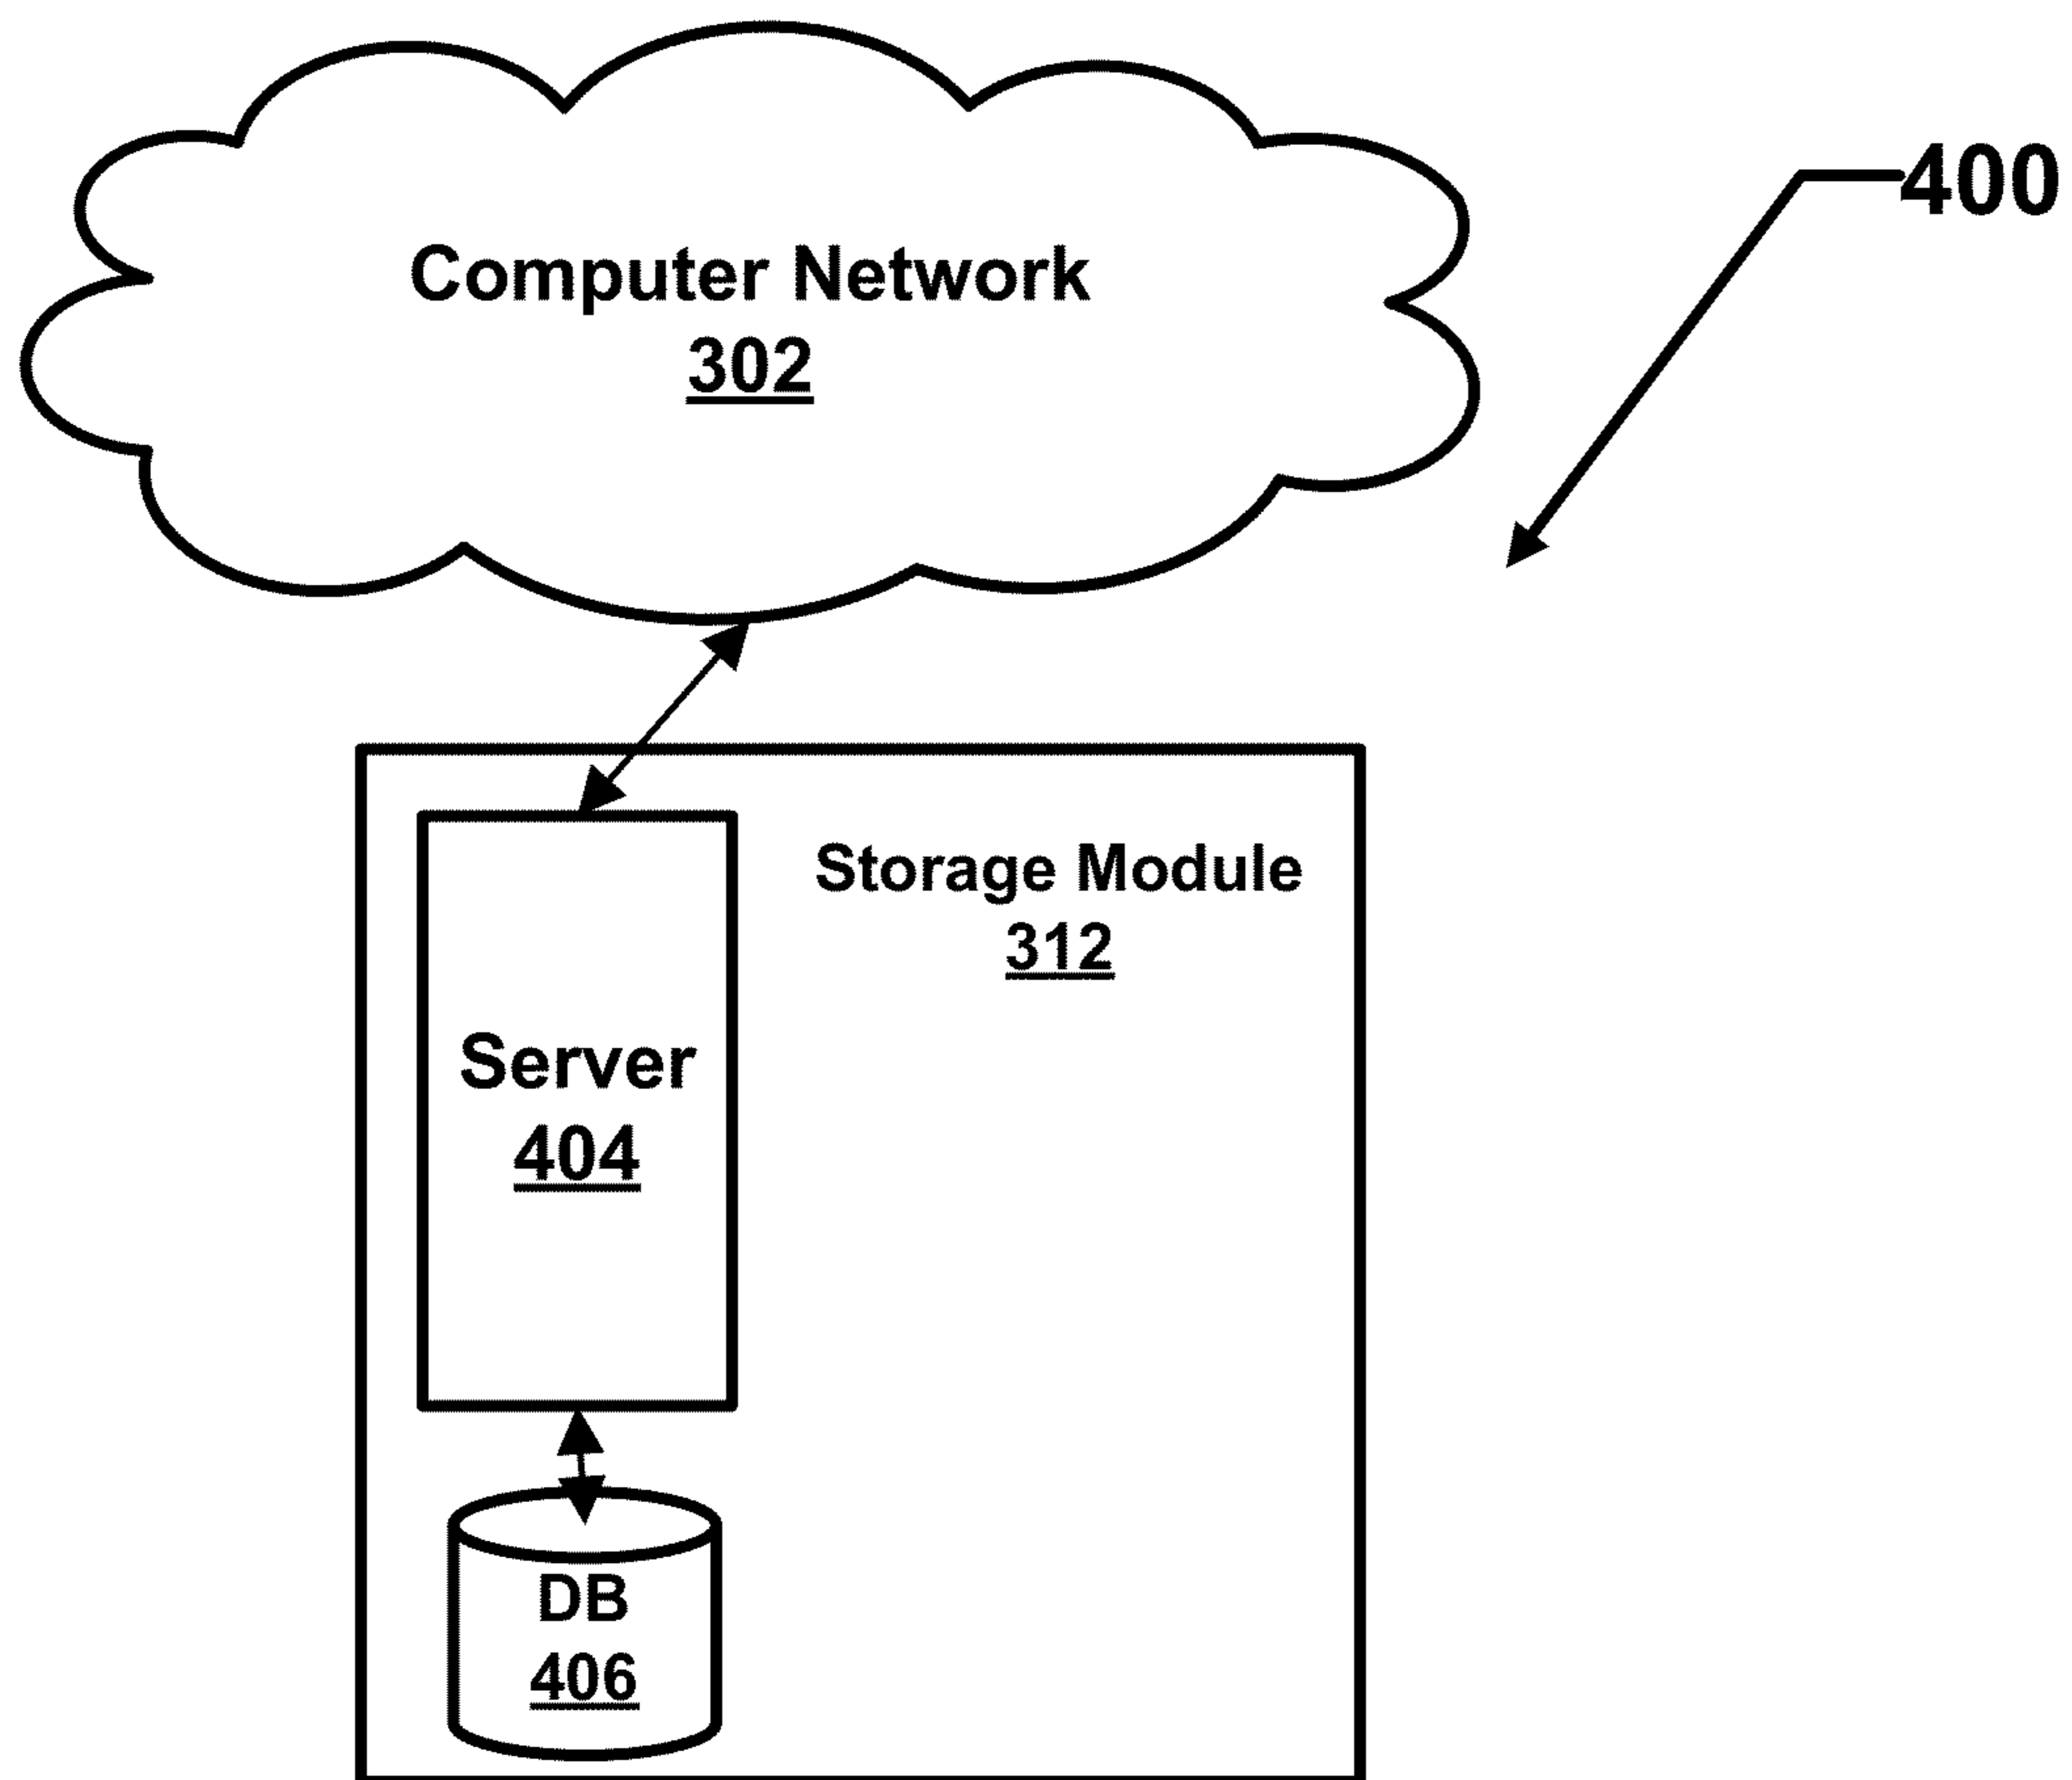 400
Computer Network
302
Storage Module
312
Server
404
DB
406